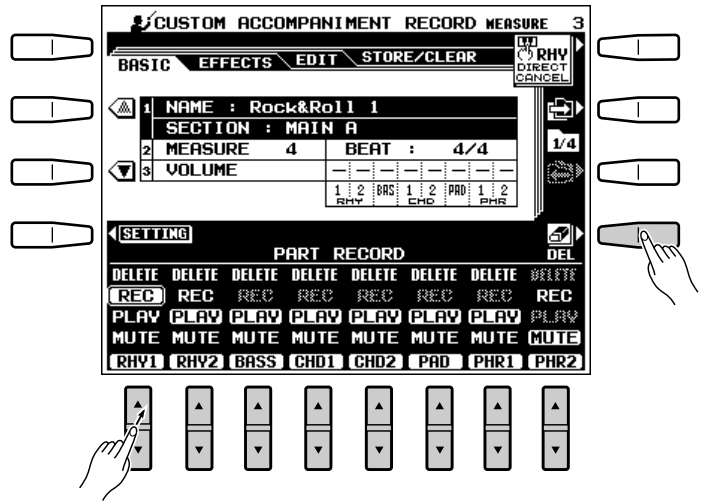 CUSTOM ACCOMPANIMENT RECORD MEASURE 3
BASIC EFFECTS EDIT STORE/CLEAR
RHY
DIRECT
CANCEL
1 NAME : Rock&Roll 1
SECTION : MAIN A
2 MEASURE 4 BEAT : 4/4
1/4
3 VOLUME — — — — — — — —
1 2 BAS 1 2 PAD 1 2
RHY CHD PHR
SETTING
PART RECORD DEL
DELETE DELETE DELETE DELETE DELETE DELETE DELETE DELETE
REC REC REC REC REC REC REC REC
PLAY PLAY PLAY PLAY PLAY PLAY PLAY PLAY
MUTE MUTE MUTE MUTE MUTE MUTE MUTE MUTE
RHY1 RHY2 BASS CHD1 CHD2 PAD PHR1 PHR2